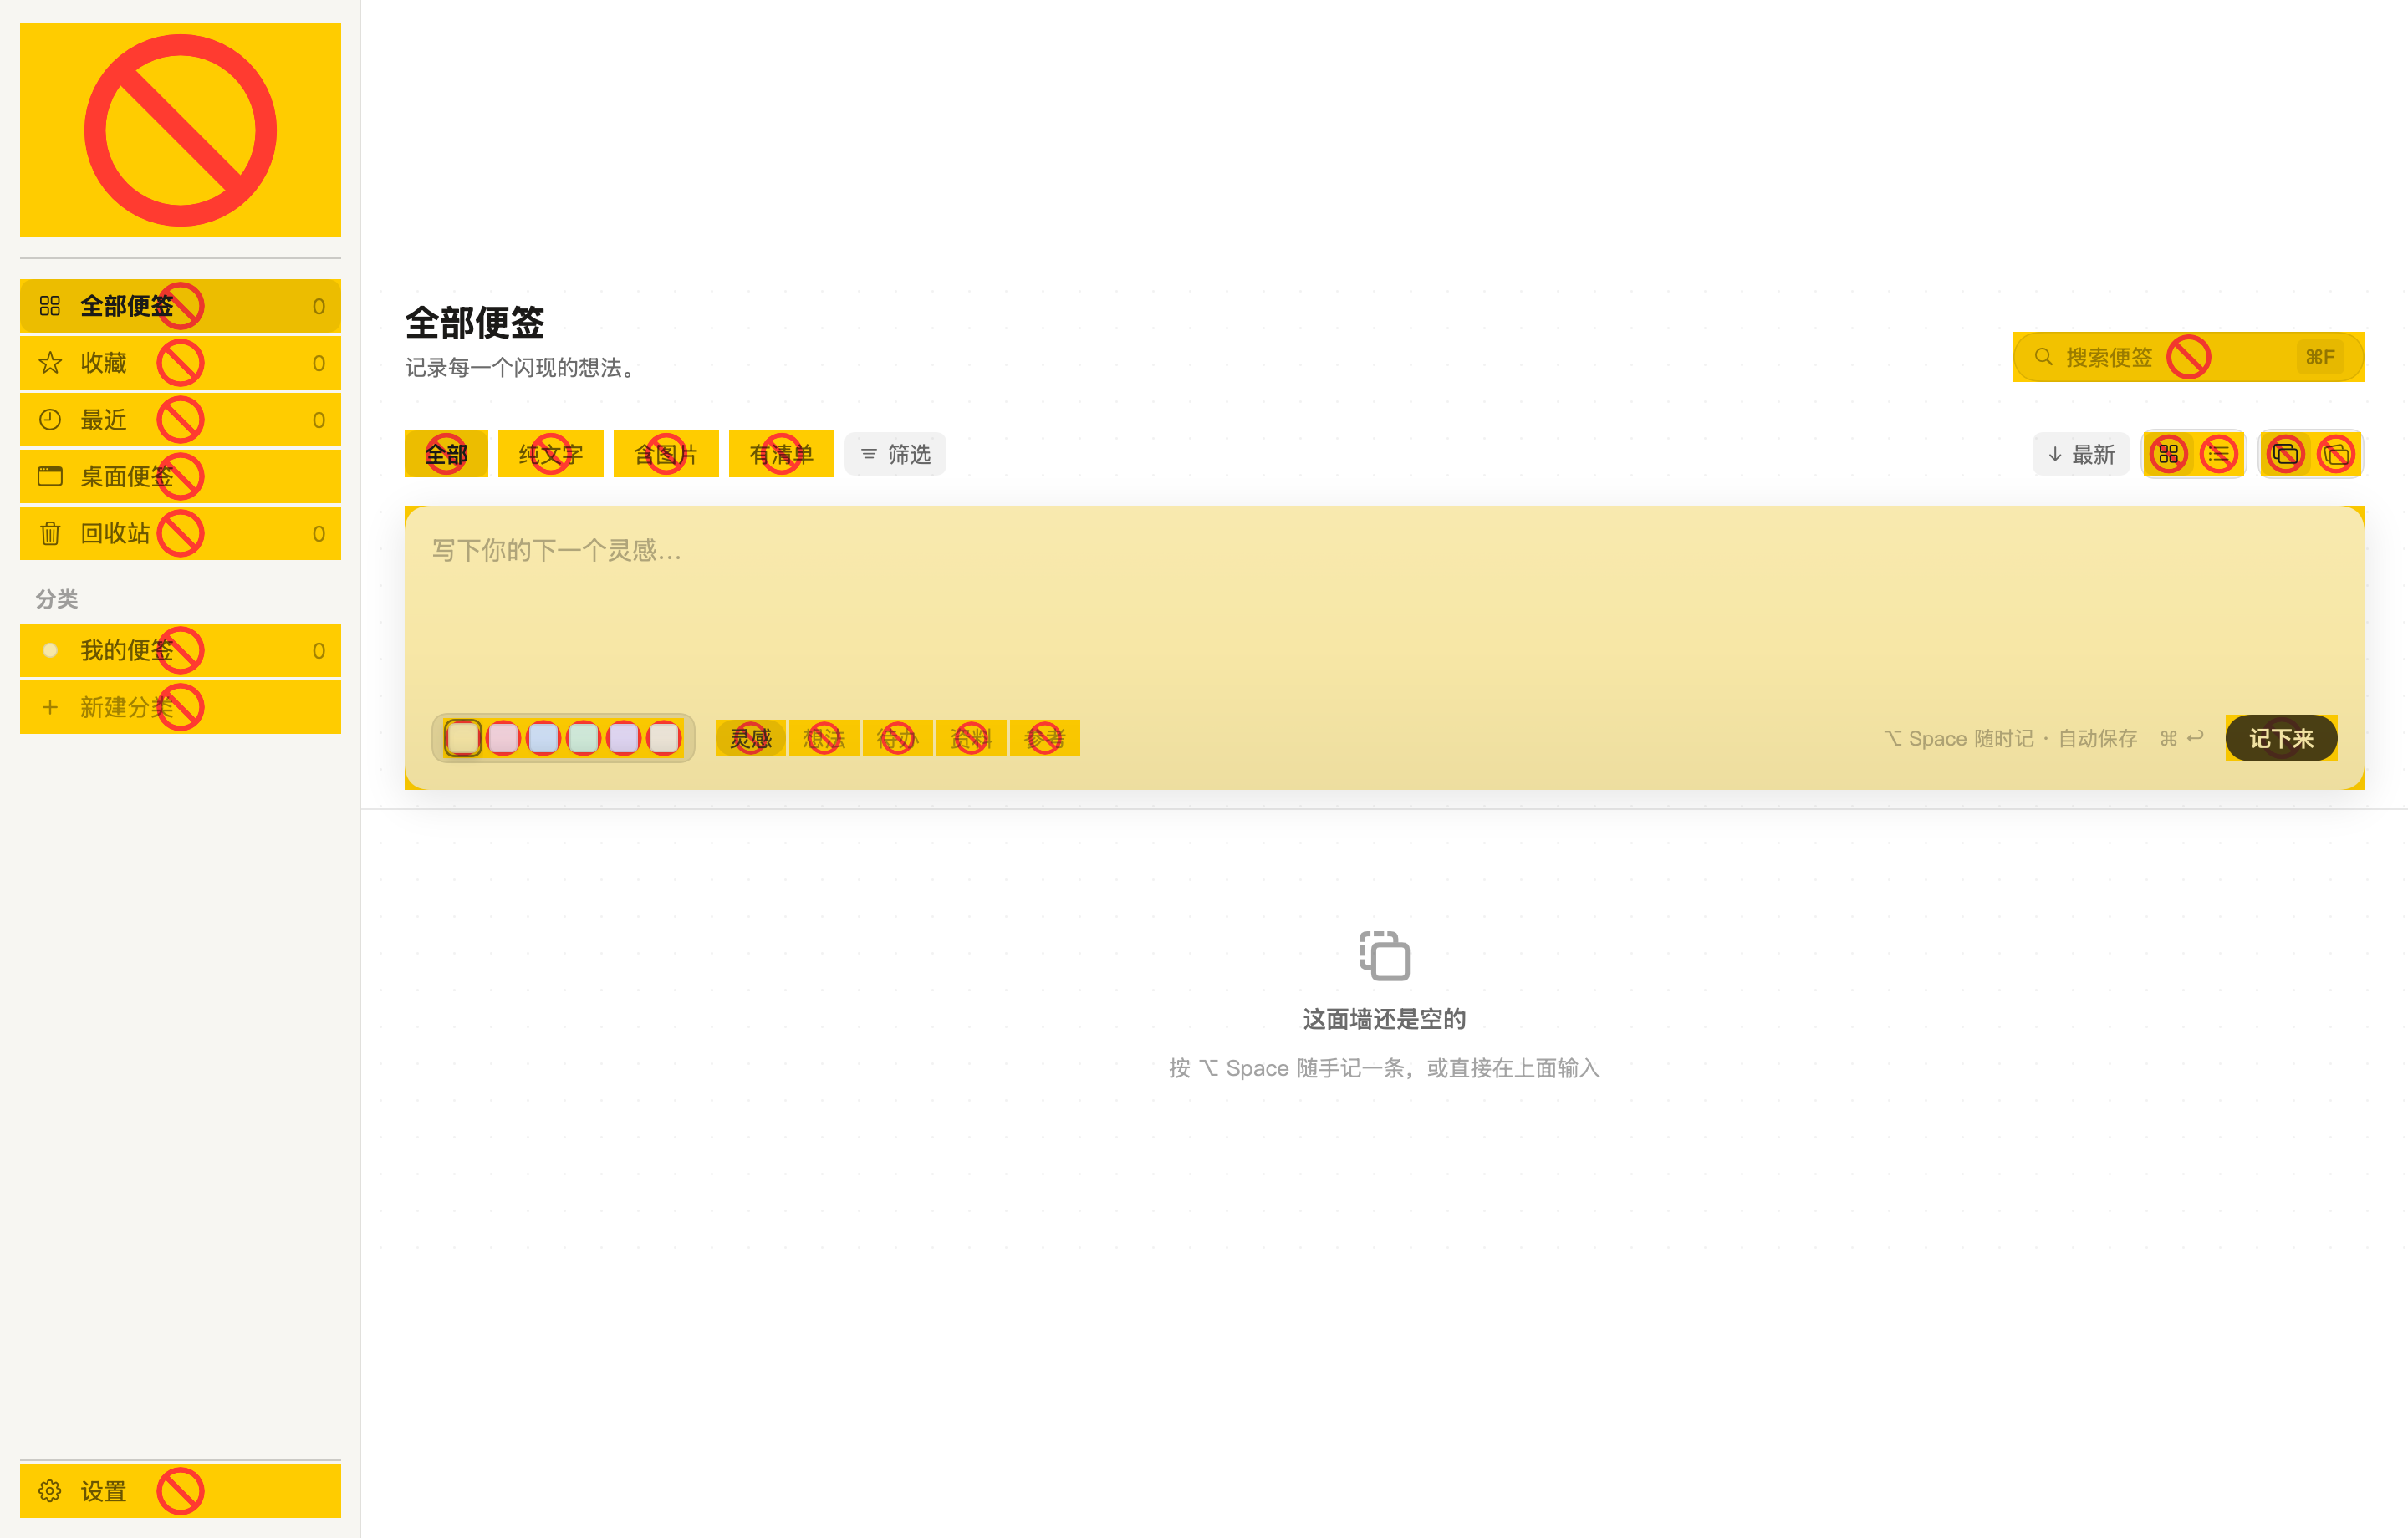 全部便签 0
收藏 0
最近 0
桌面便签 0
回收站 0
分类
我的便签 0
新建分类
设置
全部便签
记录每一个闪现的想法。
搜索便签 ⌘F
全部 纯文字 含图片 有清单 筛选
最新
写下你的下一个灵感...
灵感 想法 待办 资料 参考
⌥ Space 随时记 · 自动保存 ⌘ ↩ 记下来
这面墙还是空的
按 ⌥ Space 随手记一条，或直接在上面输入